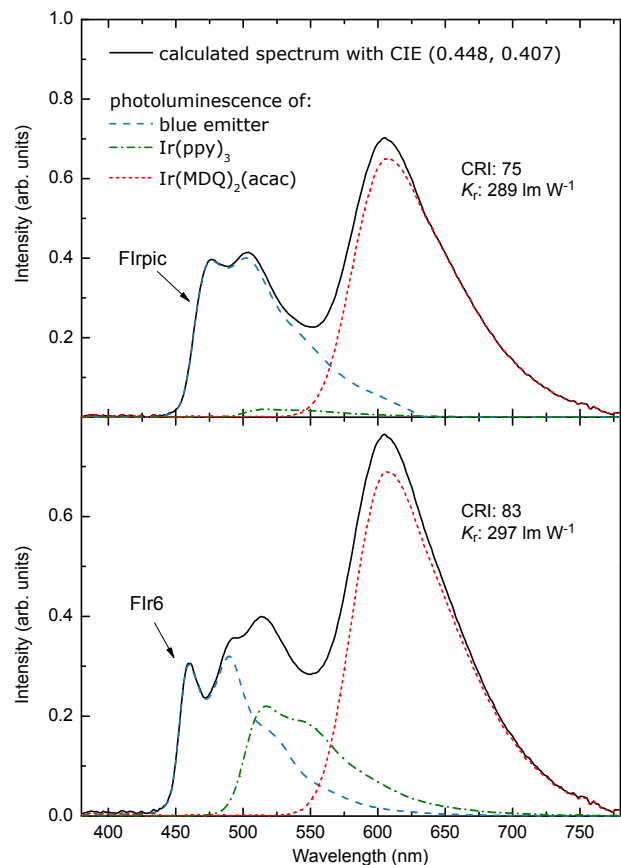 calculated spectrum with CIE (0.448, 0.407)
photoluminescence of:
blue emitter
Ir(ppy)3
Ir(MDQ)2(acac)
CRI: 75
Kr: 289 lm W-1
FIrpic
Intensity (arb. units)
1.0
0.8
0.6
0.4
0.2
CRI: 83
Kr: 297 lm W-1
FIr6
Intensity (arb. units)
0.6
0.4
0.2
0.0
400 450 500 550 600 650 700 750
Wavelength (nm)